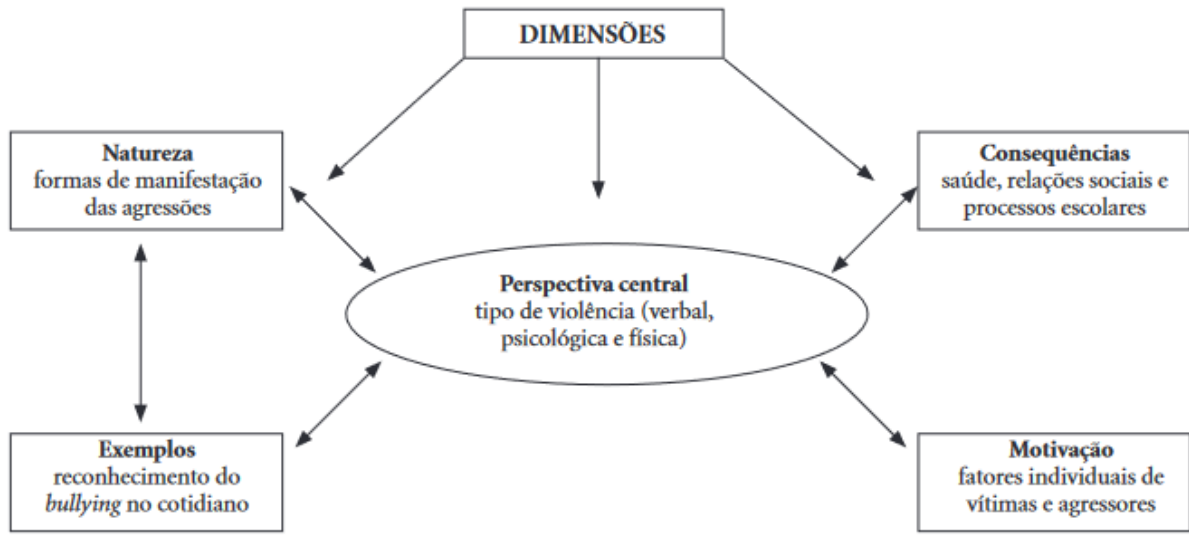 DIMENSÕES
Natureza
formas de manifestação
das agressões
Consequências
saúde, relações sociais e
processos escolares
Perspectiva central
tipo de violência (verbal,
psicológica e física)
Exemplos
reconhecimento do
bullying no cotidiano
Motivação
fatores individuais de
vítimas e agressores